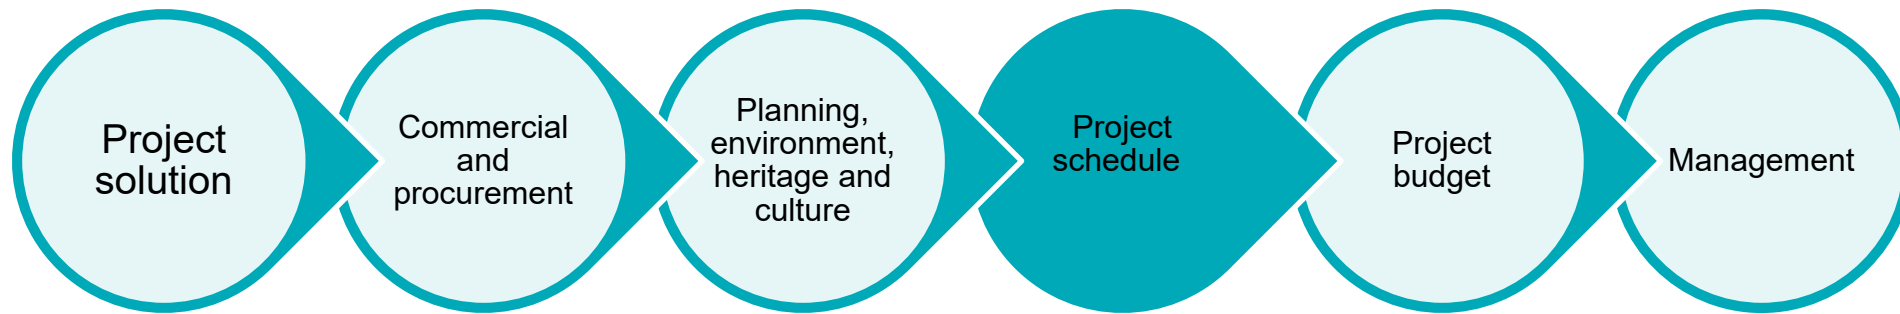 Project
solution
Commercial
and
procurement
Planning,
environment,
heritage and
culture
Project
schedule
Project
budget
Management